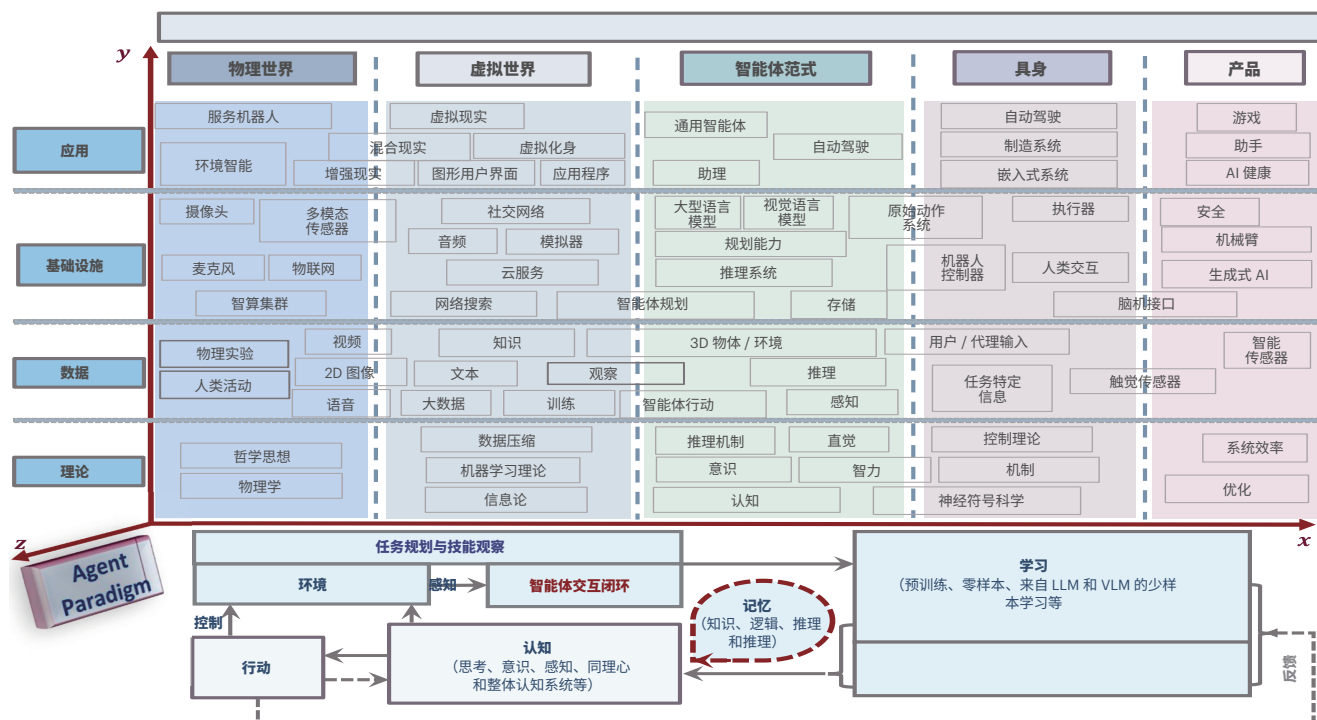 y
物理世界
虚拟世界
智能体范式
具身
产品
应用
服务机器人
环境智能
混合现实
增强现实
虚拟现实
虚拟化身
图形用户界面
应用程序
通用智能体
自动驾驶
助理
自动驾驶
制造系统
嵌入式系统
游戏
助手
AI 健康
基础设施
摄像头
多模态
传感器
麦克风
物联网
智算集群
社交网络
音频
模拟器
云服务
网络搜索
智能体规划
大型语言
模型
视觉语言
模型
规划能力
推理系统
存储
原始动作
系统
执行器
机器人
控制器
人类交互
脑机接口
安全
机械臂
生成式 AI
数据
物理实验
人类活动
视频
2D 图像
语音
知识
文本
观察
大数据
训练
智能体行动
3D 物体 / 环境
推理
感知
用户 / 代理输入
任务特定
信息
触觉传感器
智能
传感器
理论
哲学思想
物理学
数据压缩
机器学习理论
信息论
推理机制
直觉
意识
智力
认知
控制理论
机制
神经符号科学
系统效率
优化
z
x
Agent
Paradigm
任务规划与技能观察
环境
感知
智能体交互闭环
控制
行动
认知
（思考、意识、感知、同理心
和整体认知系统等）
记忆
（知识、逻辑、推理
和推理）
学习
（预训练、零样本、来自 LLM 和 VLM 的少样
本学习等
反馈